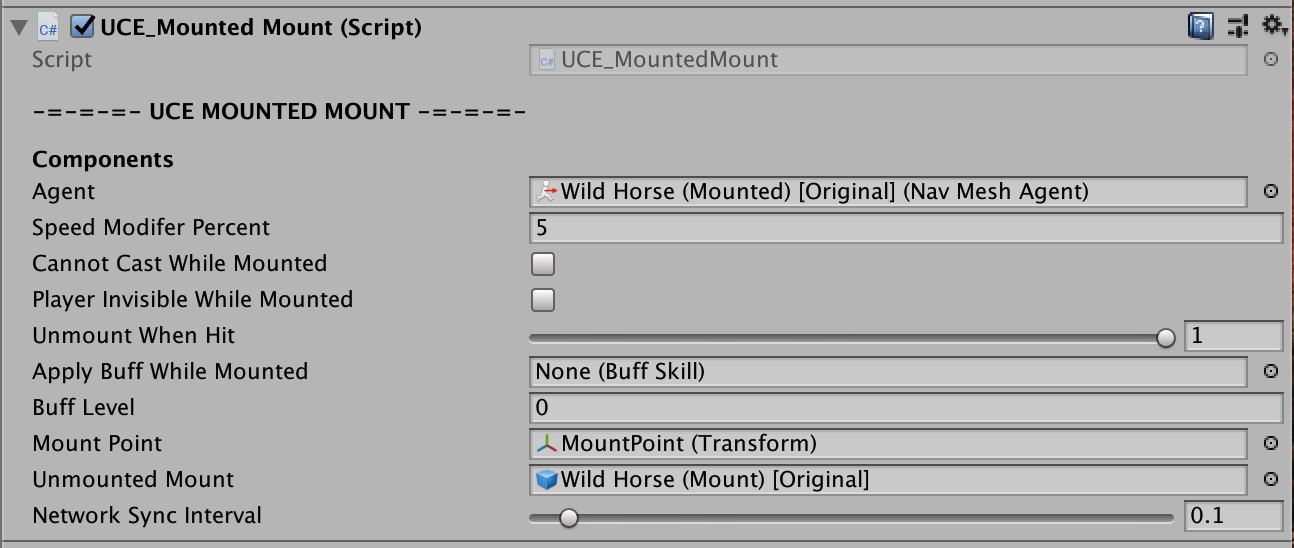 UCE_Mounted Mount (Script)
Script UCE_MountedMount
-=-=-=- UCE MOUNTED MOUNT -=-=-=-
Components
Agent Wild Horse (Mounted) [Original] (Nav Mesh Agent)
Speed Modifer Percent 5
Cannot Cast While Mounted
Player Invisible While Mounted
Unmount When Hit 1
Apply Buff While Mounted None (Buff Skill)
Buff Level 0
Mount Point MountPoint (Transform)
Unmounted Mount Wild Horse (Mount) [Original]
Network Sync Interval 0.1